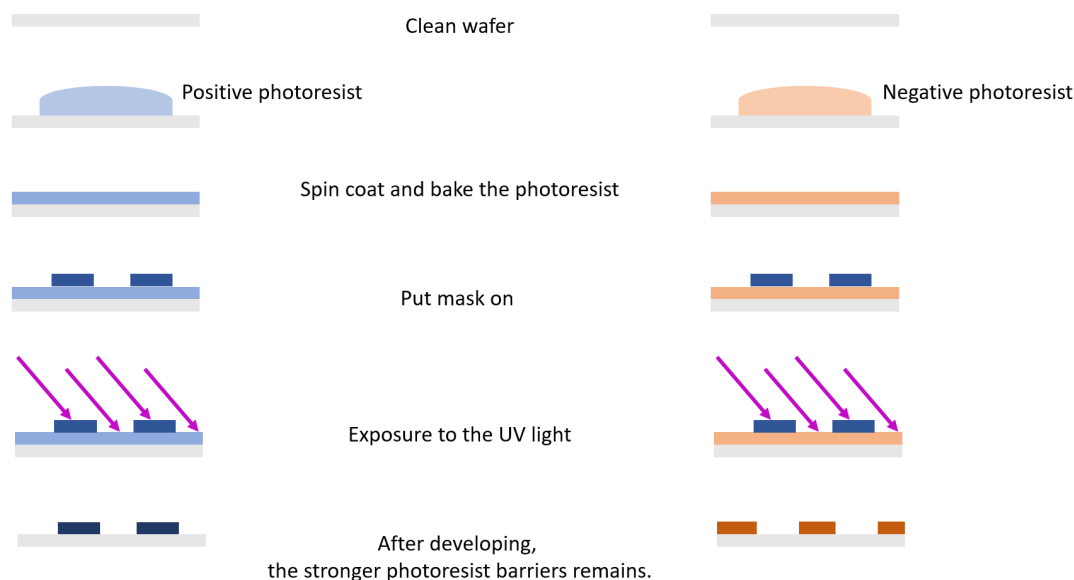 Clean wafer
Positive photoresist
Negative photoresist
Spin coat and bake the photoresist
Put mask on
Exposure to the UV light
After developing,
the stronger photoresist barriers remains.